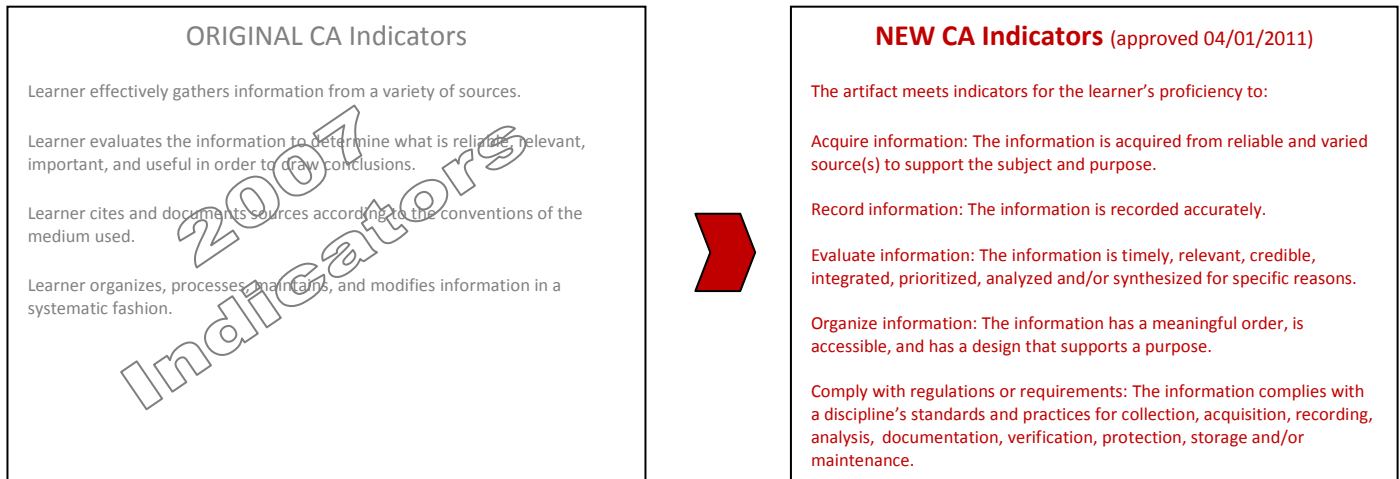 ORIGINAL CA Indicators
Learner effectively gathers information from a variety of sources.
Learner evaluates the information to determine what is reliable, relevant,
important, and useful in order to draw conclusions.
Learner cites and documents sources according to the conventions of the
medium used.
Learner organizes, processes, maintains, and modifies information in a
systematic fashion.
2007
Indicators
NEW CA Indicators (approved 04/01/2011)
The artifact meets indicators for the learner’s proficiency to:
Acquire information: The information is acquired from reliable and varied
source(s) to support the subject and purpose.
Record information: The information is recorded accurately.
Evaluate information: The information is timely, relevant, credible,
integrated, prioritized, analyzed and/or synthesized for specific reasons.
Organize information: The information has a meaningful order, is
accessible, and has a design that supports a purpose.
Comply with regulations or requirements: The information complies with
a discipline’s standards and practices for collection, acquisition, recording,
analysis,  documentation, verification, protection, storage and/or
maintenance.